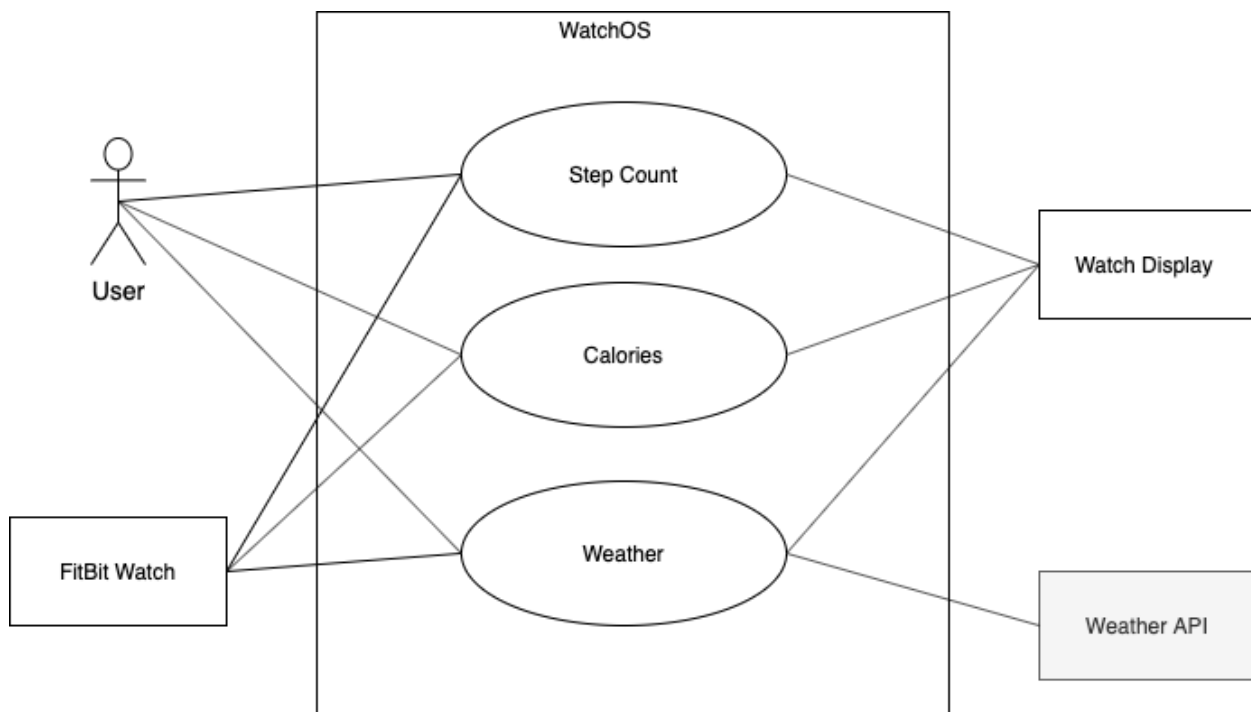 WatchOS
Step Count
User
Watch Display
Calories
FitBit Watch
Weather
Weather API